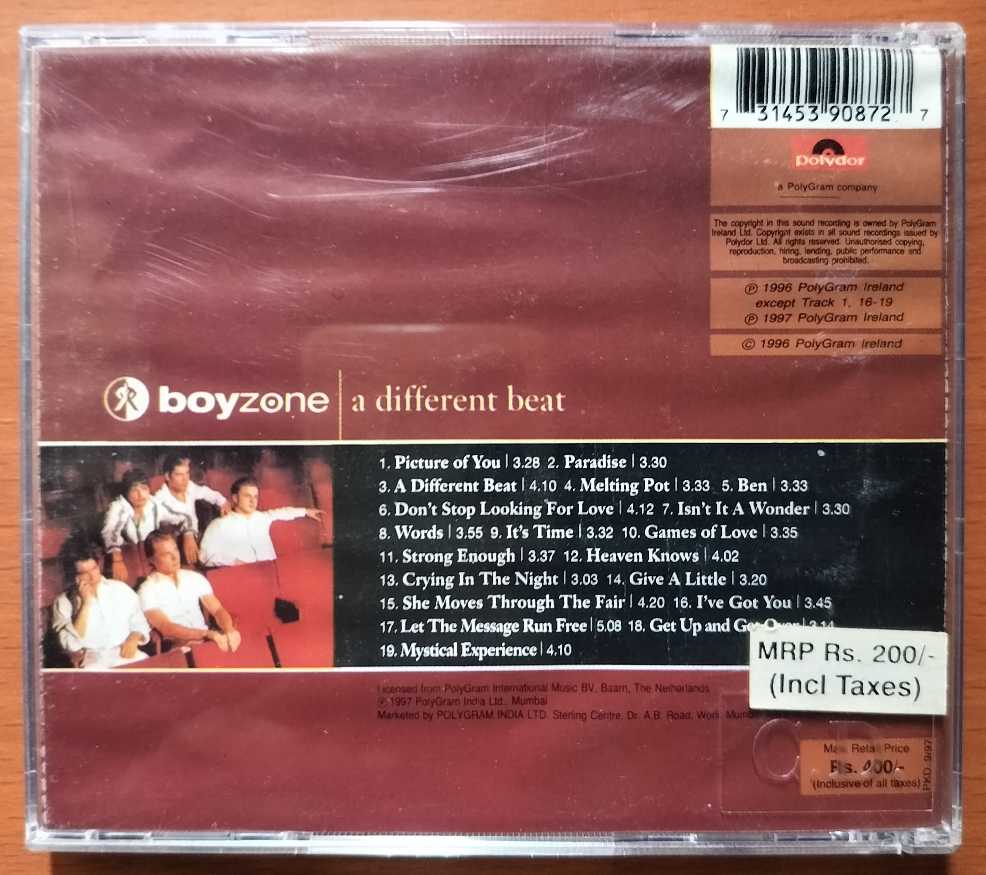 7 31453 90872 7
polydor
a PolyGram company
The copyright in this sound recording is owned by PolyGram
Ireland Ltd. Copyright exists in all sound recordings issued by
Polydor Ltd. All rights reserved. Unauthorised copying,
reproduction, hiring, lending, public performance and
broadcasting prohibited.
Ⓟ 1996 PolyGram Ireland
except Track 1, 16-19
Ⓟ 1997 PolyGram Ireland
© 1996 PolyGram Ireland
boyzone | a different beat
1. Picture of You | 3.28 2. Paradise | 3.30
3. A Different Beat | 4.10 4. Melting Pot | 3.33 5. Ben | 3.33
6. Don't Stop Looking For Love | 4.12 7. Isn't It A Wonder | 3.30
8. Words | 3.55 9. It's Time | 3.32 10. Games of Love | 3.35
11. Strong Enough | 3.37 12. Heaven Knows | 4.02
13. Crying In The Night | 3.03 14. Give A Little | 3.20
15. She Moves Through The Fair | 4.20 16. I've Got You | 3.45
17. Let The Message Run Free | 5.08 18. Get Up and Get Over | 3.14
19. Mystical Experience | 4.10
MRP Rs. 200/-
(Incl Taxes)
Licensed from PolyGram International Music BV, Baarn, The Netherlands
Ⓟ 1997 PolyGram India Ltd., Mumbai
Marketed by POLYGRAM INDIA LTD. Sterling Centre, Dr. A.B. Road, Worli,
Max. Retail Price
Rs. 400/-
(Inclusive of all taxes)
PKD. 9/97